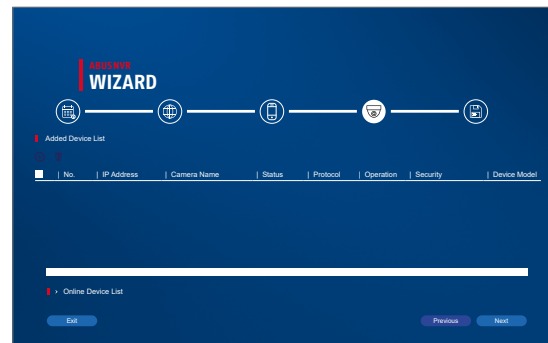 ABUS NVR
WIZARD
Added Device List
| No. | IP Address | Camera Name | Status | Protocol | Operation | Security | Device Model
› Online Device List
Exit Previous Next